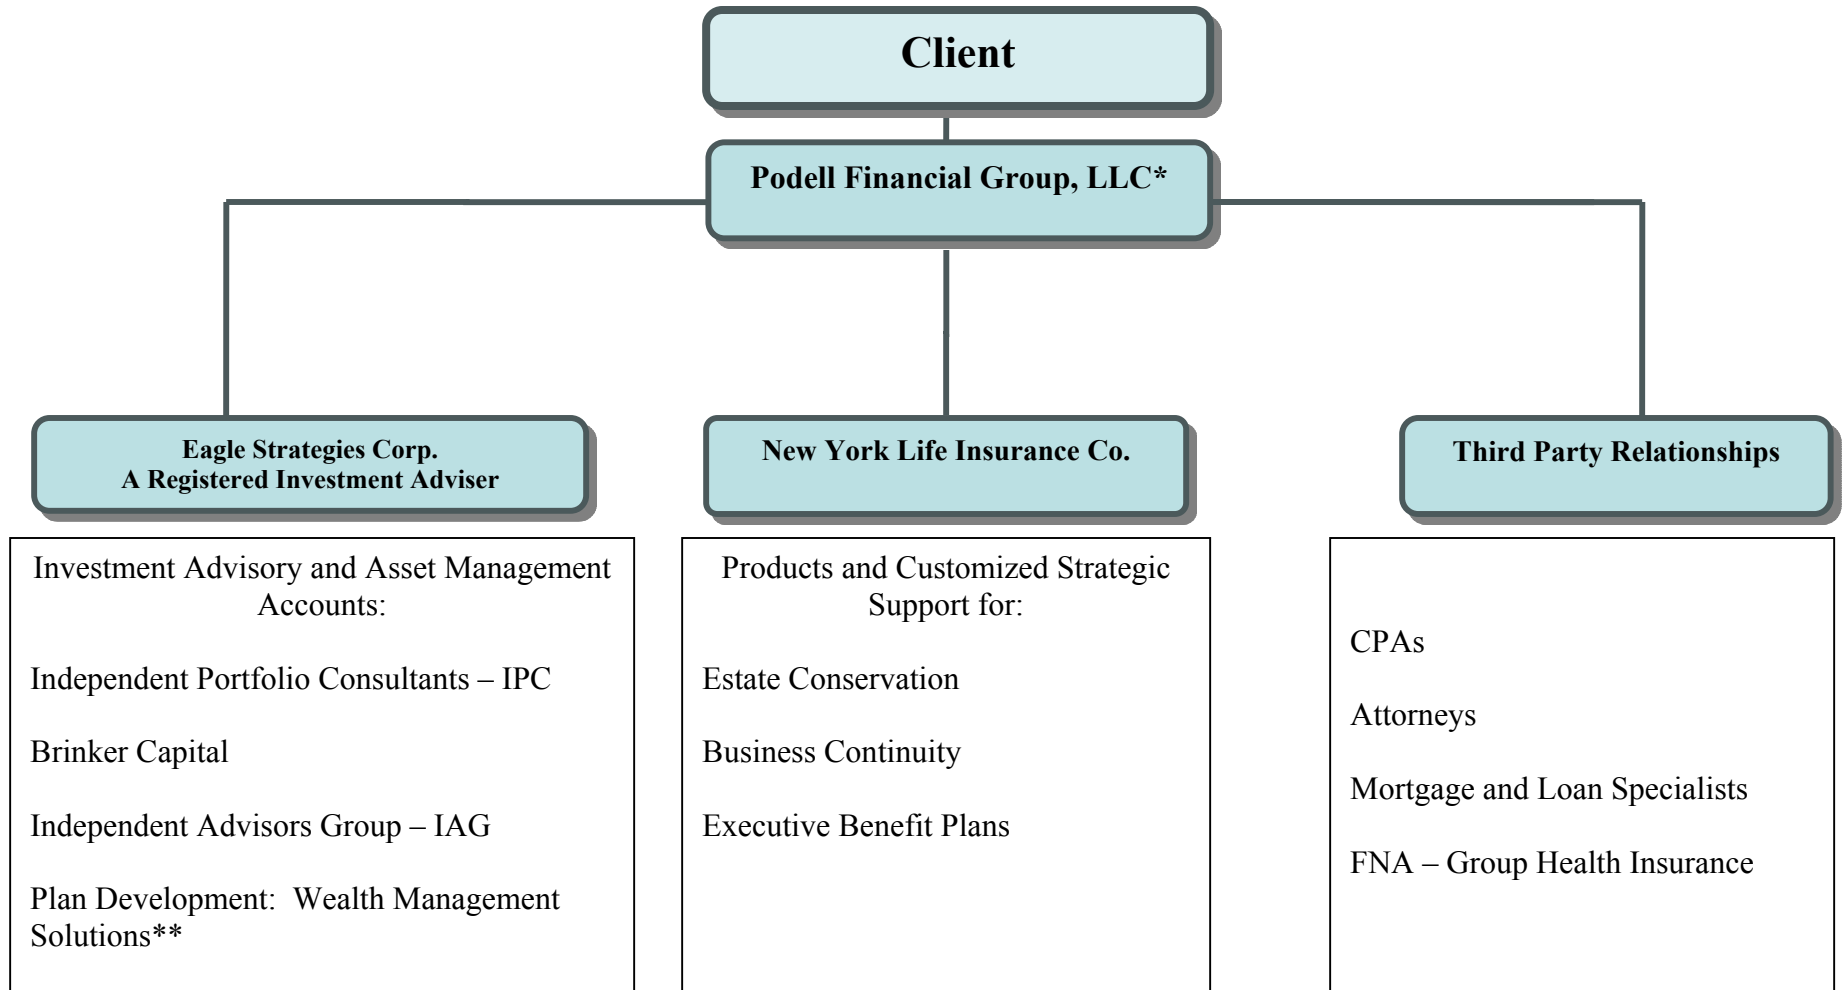 Client
Podell Financial Group, LLC*
Eagle Strategies Corp.
A Registered Investment Adviser
New York Life Insurance Co.
Third Party Relationships
Investment Advisory and Asset Management
Accounts:
Independent Portfolio Consultants – IPC
Brinker Capital
Independent Advisors Group – IAG
Plan Development:  Wealth Management
Solutions**
Products and Customized Strategic
Support for:
Estate Conservation
Business Continuity
Executive Benefit Plans
CPAs
Attorneys
Mortgage and Loan Specialists
FNA – Group Health Insurance